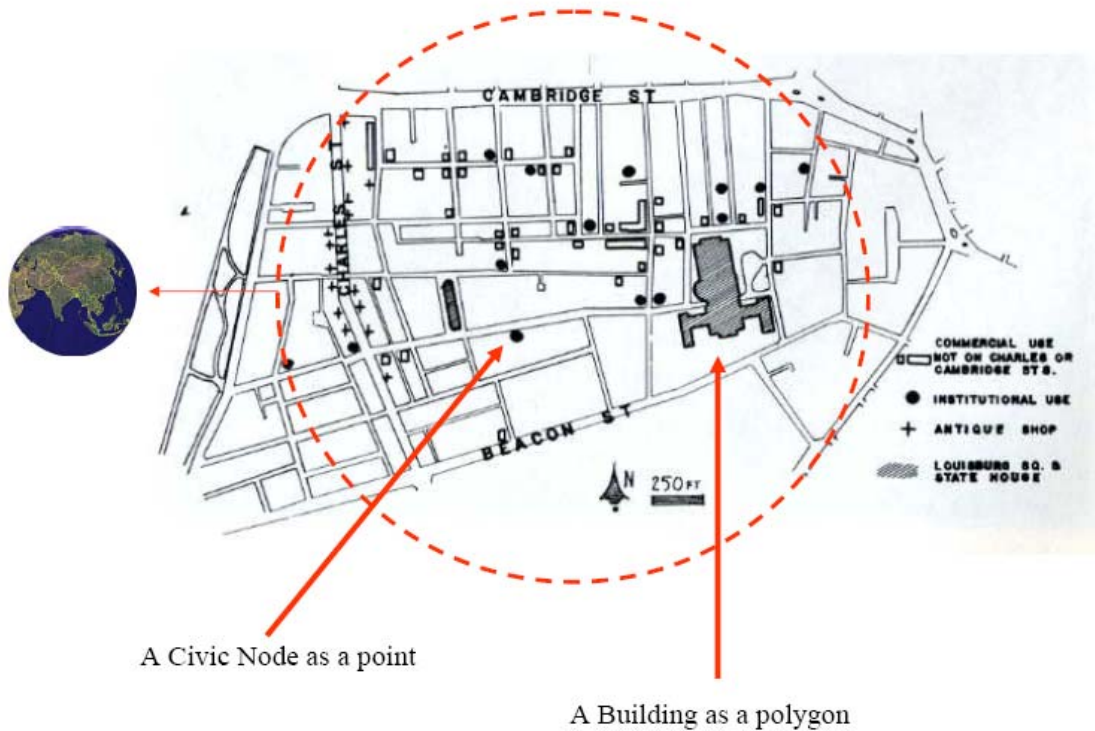 CAMBRIDGE ST
CHARLES ST
BEACON ST
COMMERCIAL USE
NOT ON CHARLES OR
CAMBRIDGE STS.
INSTITUTIONAL USE
ANTIQUE SHOP
LOUISBURG SQ. &
STATE HOUSE
N
250 FT
A Civic Node as a point
A Building as a polygon